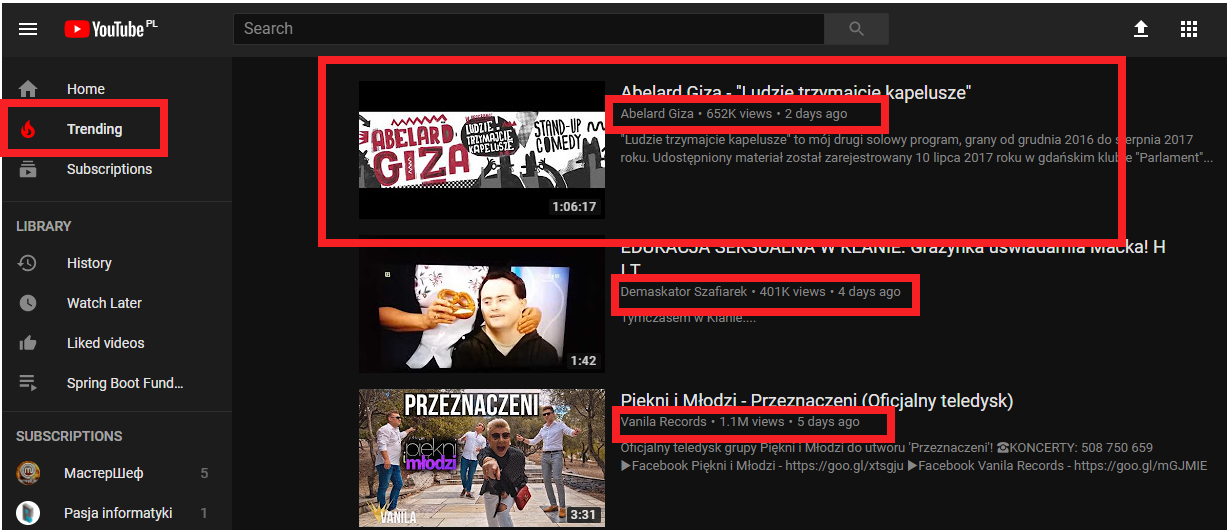 YouTube PL
Search
Home
Trending
Subscriptions
LIBRARY
History
Watch Later
Liked videos
Spring Boot Fund...
SUBSCRIPTIONS
МастерШеф 5
Pasja informatyki 1
ABELARD GIZA
LUDZIE TRZYMAJCIE KAPELUSZE
STAND-UP COMEDY
1:06:17
Abelard Giza - "Ludzie trzymajcie kapelusze"
Abelard Giza • 652K views • 2 days ago
"Ludzie trzymajcie kapelusze" to mój drugi solowy program, grany od grudnia 2016 do sierpnia 2017
roku. Udostępniony materiał został zarejestrowany 10 lipca 2017 roku w gdańskim klubie "Parlament"...
1:42
EDUKACJA SEKSUALNA W KLANIE. Grażynka uświadamia Maćka! H
IT
Demaskator Szafiarek • 401K views • 4 days ago
Tymczasem w Klanie....
PRZEZNACZENI
piękni
młodzi
VANILA
3:31
Piękni i Młodzi - Przeznaczeni (Oficjalny teledysk)
Vanila Records • 1.1M views • 5 days ago
Oficjalny teledysk grupy Piękni i Młodzi do utworu 'Przeznaczeni'! ☎KONCERTY: 508 750 659
►Facebook Piękni i Młodzi - https://goo.gl/xtsgju ►Facebook Vanila Records - https://goo.gl/mGJMIE